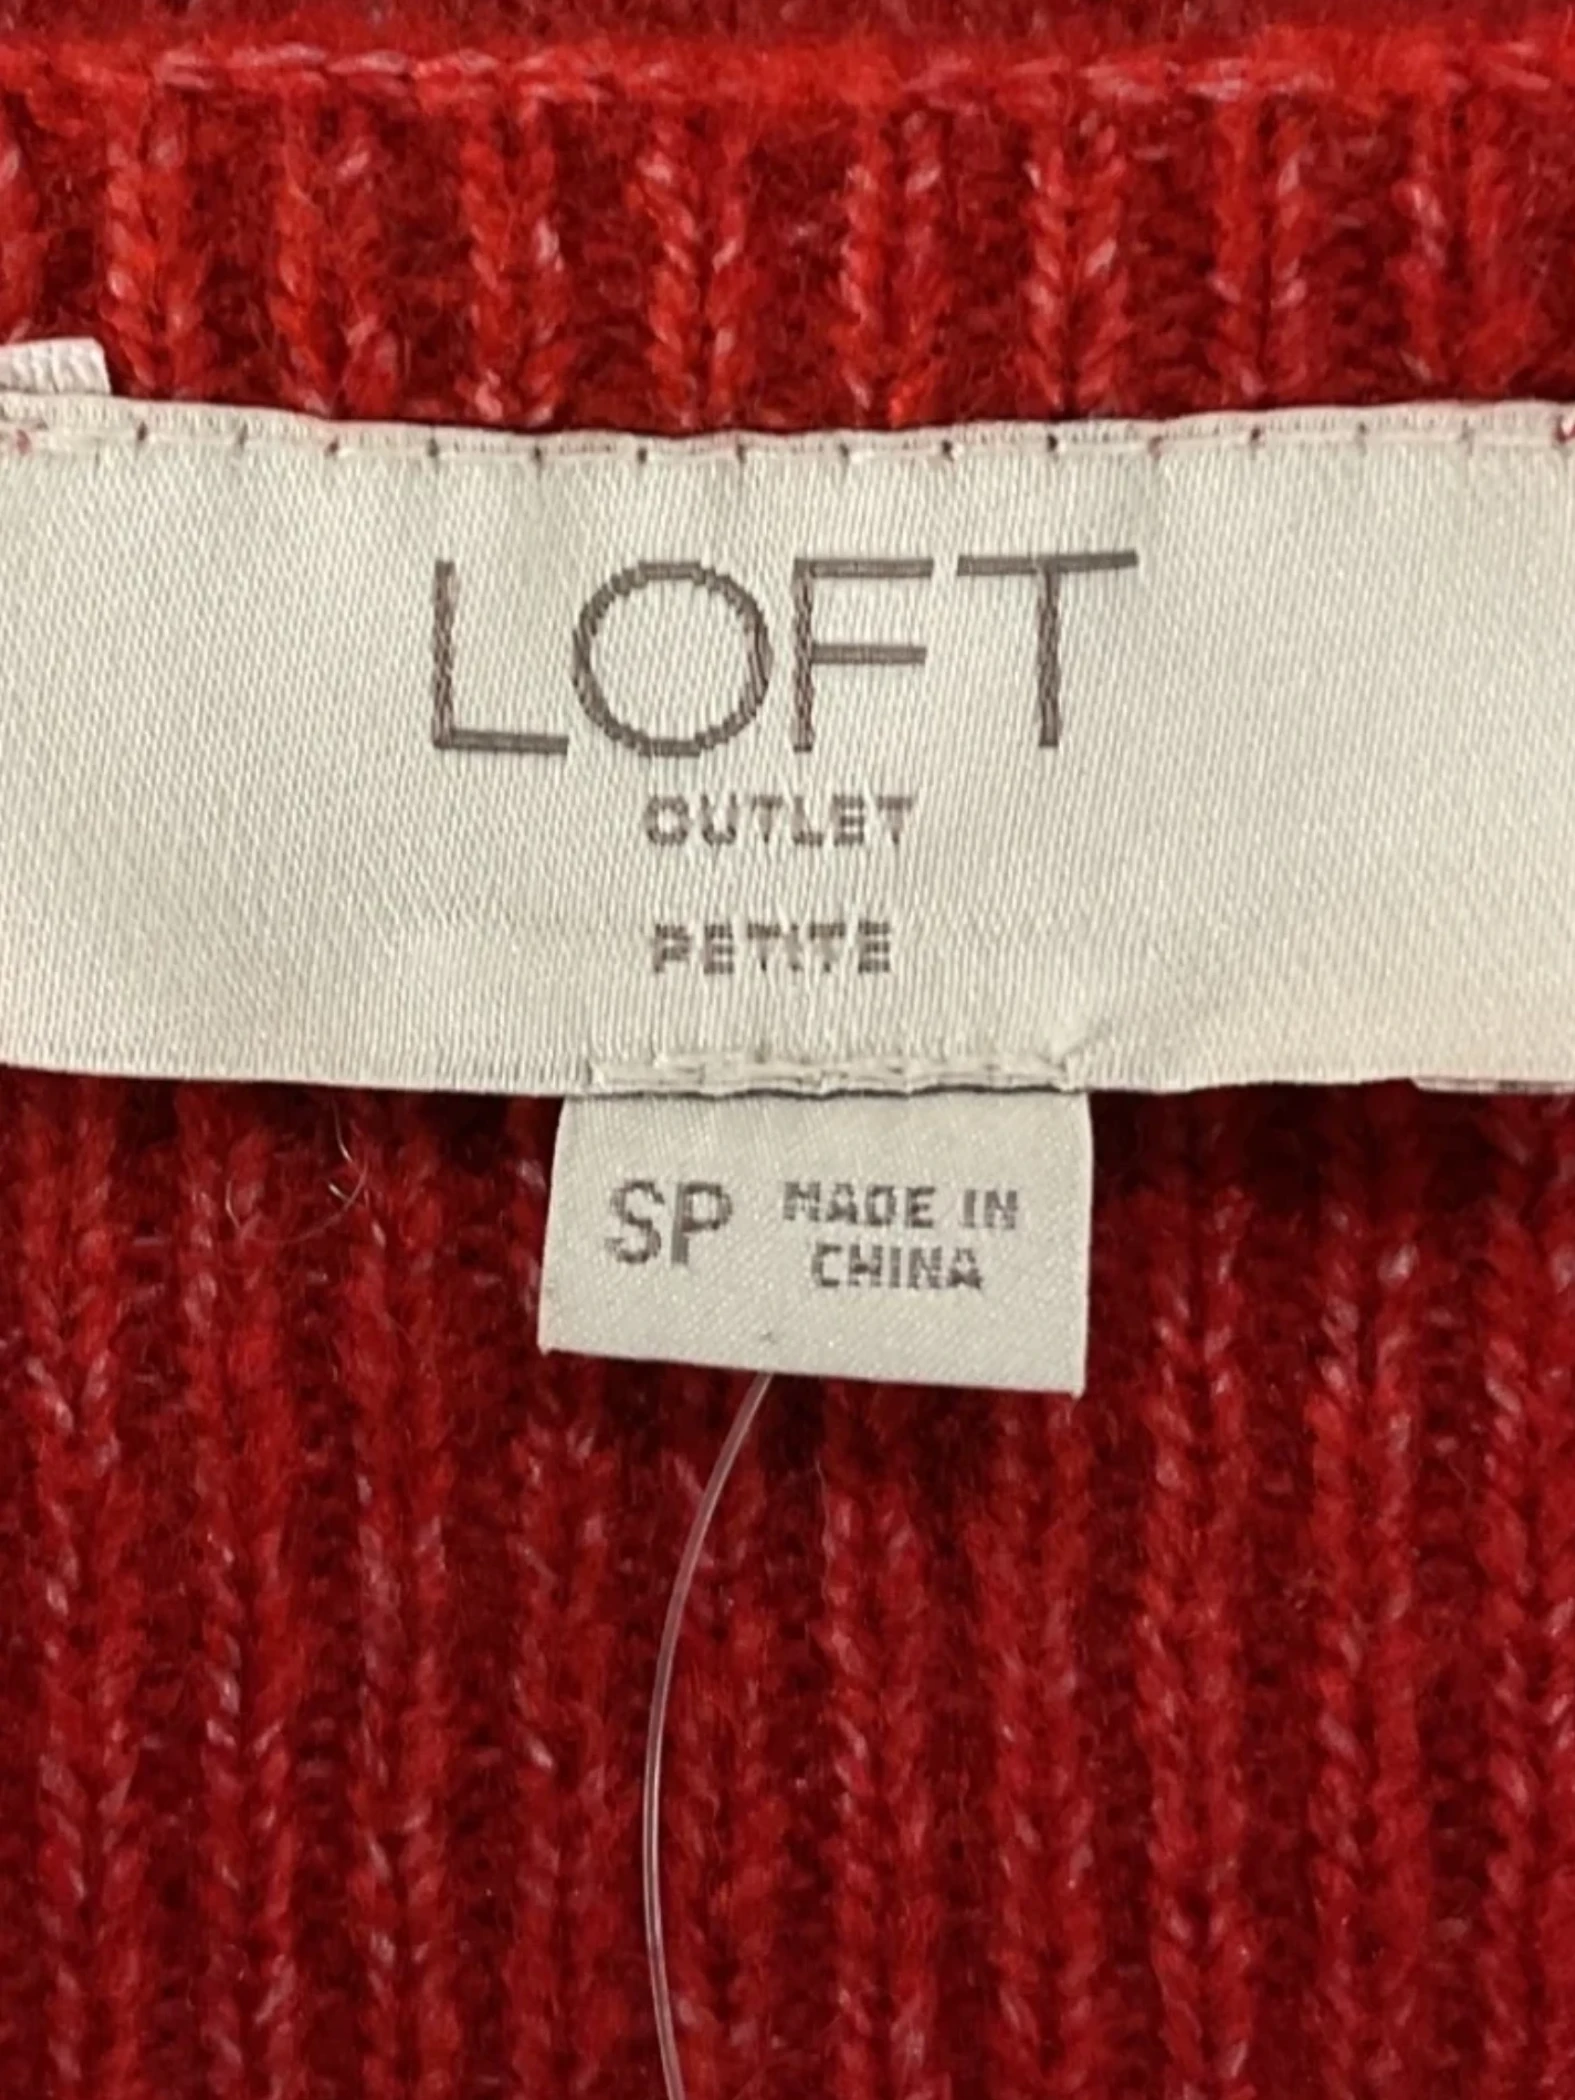 LOFT
OUTLET
PETITE
SP MADE IN
CHINA